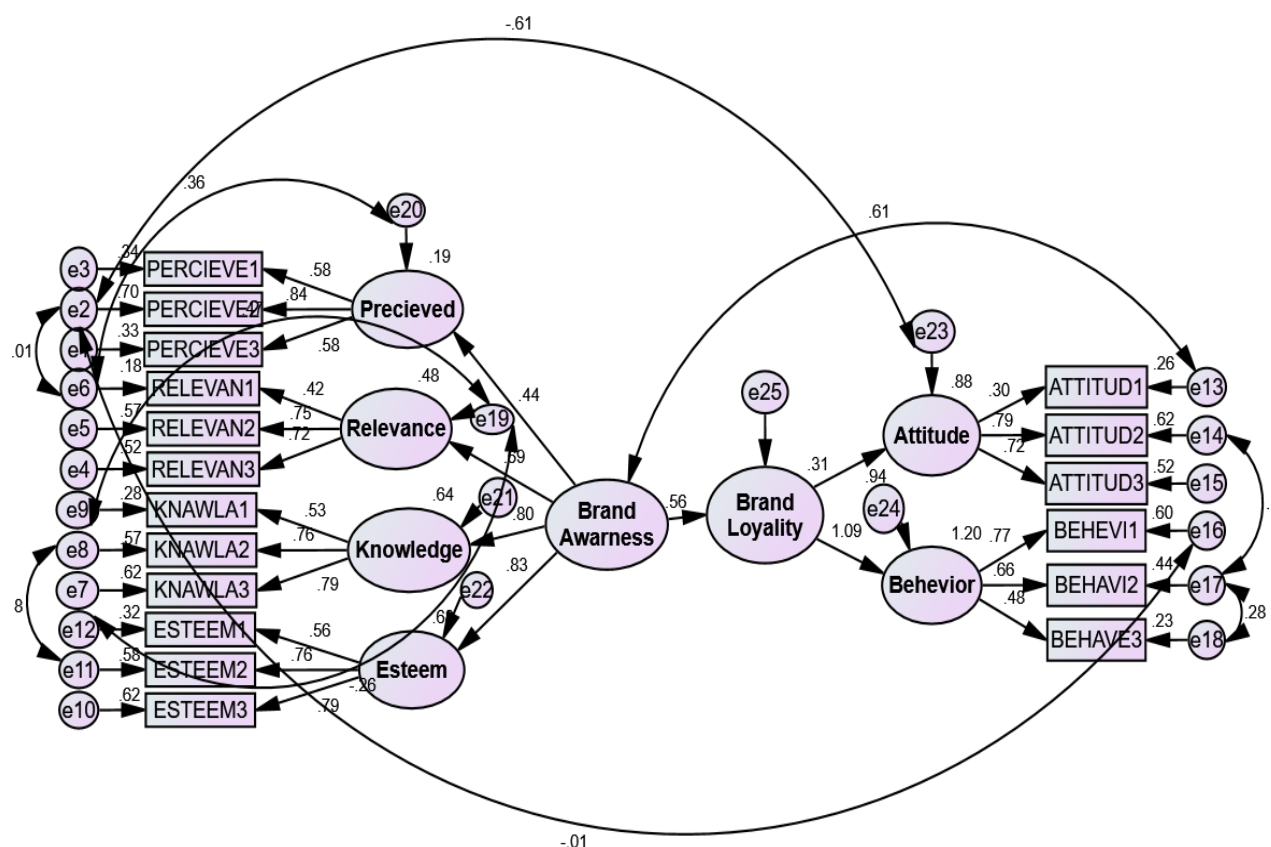 -.61
.36
e20
.61
.19
e3
.34
PERCIEVE1
.58
e2
.70
PERCIEVE2
.84
Precieved
e23
.33
PERCIEVE3
.58
.01
e6
.18
RELEVAN1
.42
.48
.44
e25
.88
.30
ATTITUD1
.26
e13
e5
.57
RELEVAN2
.75
Relevance
e19
Attitude
.79
ATTITUD2
.62
e14
.72
e4
.52
RELEVAN3
.31
.72
ATTITUD3
.52
e15
e9
.28
KNAWLA1
.53
.64
e21
.80
Brand
Awarness
.56
Brand
Loyality
.94
e24
1.09
1.20
.77
BEHEVI1
.60
e16
e8
.57
KNAWLA2
.76
Knowledge
.83
Behevior
.66
BEHAVI2
.44
e17
e7
.62
KNAWLA3
.79
e22
.48
.28
8
e12
.32
ESTEEM1
.56
BEHAVE3
.23
e18
e11
.58
ESTEEM2
.76
Esteem
-.26
e10
.62
ESTEEM3
.79
-.01